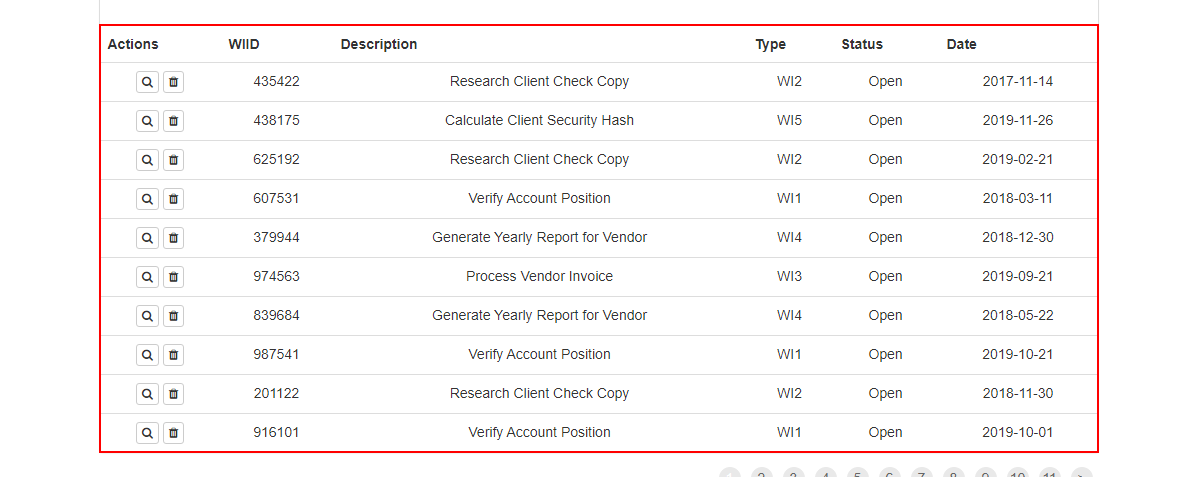 Actions WIID Description Type Status Date
435422 Research Client Check Copy WI2 Open 2017-11-14
438175 Calculate Client Security Hash WI5 Open 2019-11-26
625192 Research Client Check Copy WI2 Open 2019-02-21
607531 Verify Account Position WI1 Open 2018-03-11
379944 Generate Yearly Report for Vendor WI4 Open 2018-12-30
974563 Process Vendor Invoice WI3 Open 2019-09-21
839684 Generate Yearly Report for Vendor WI4 Open 2018-05-22
987541 Verify Account Position WI1 Open 2019-10-21
201122 Research Client Check Copy WI2 Open 2018-11-30
916101 Verify Account Position WI1 Open 2019-10-01
1 2 3 4 5 6 7 8 9 10 11 >